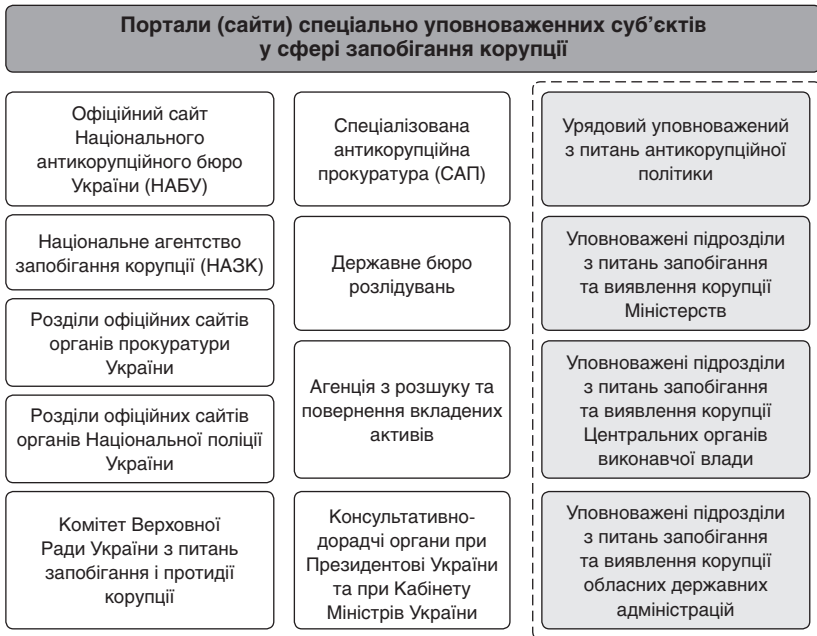 Портали (сайти) спеціально уповноваженних суб’єктів
у сфері запобігання корупції
Офіційний сайт
Національного
антикорупційного бюро
України (НАБУ)
Національне агентство
запобігання корупції (НАЗК)
Розділи офіційних сайтів
органів прокуратури
України
Розділи офіційних сайтів
органів Національної поліції
України
Комітет Верховної
Ради України з питань
запобігання і протидії
корупції
Спеціалізована
антикорупційна
прокуратура (САП)
Державне бюро
розлідувань
Агенція з розшуку та
повернення вкладених
активів
Консультативно-
дорадчі органи при
Президентові України
та при Кабінету
Міністрів України
Урядовий уповноважений
з питань антикорупційної
політики
Уповноважені підрозділи
з питань запобігання
та виявлення корупції
Міністерств
Уповноважені підрозділи
з питань запобігання
та виявлення корупції
Центральних органів
виконавчої влади
Уповноважені підрозділи
з питань запобігання
та виявлення корупції
обласних державних
адміністрацій